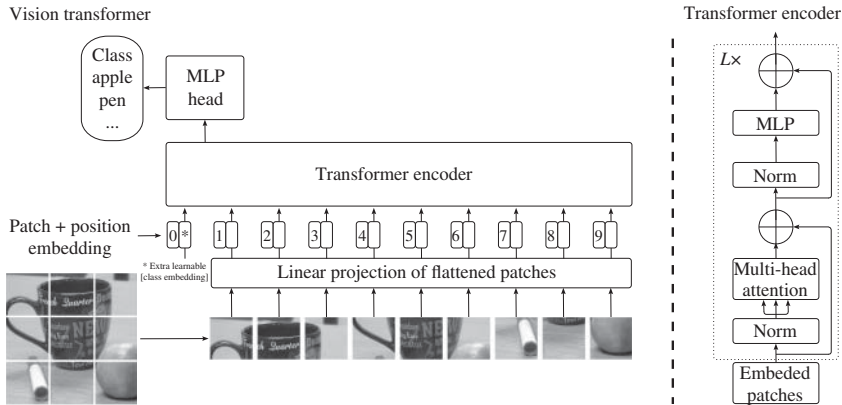 Vision transformer
Class
apple
pen
...
MLP
head
Transformer encoder
Patch + position
embedding
0 * 1 2 3 4 5 6 7 8 9
* Extra learnable
[class embedding]
Linear projection of flattened patches
Transformer encoder
L×
MLP
Norm
Multi-head
attention
Norm
Embeded
patches